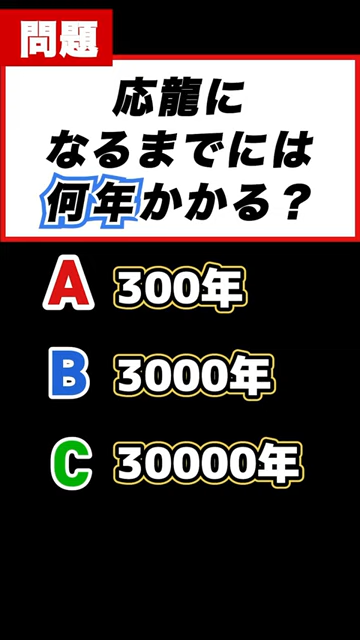 問題
応龍に
なるまでには
何年かかる？
A 300年
B 3000年
C 30000年